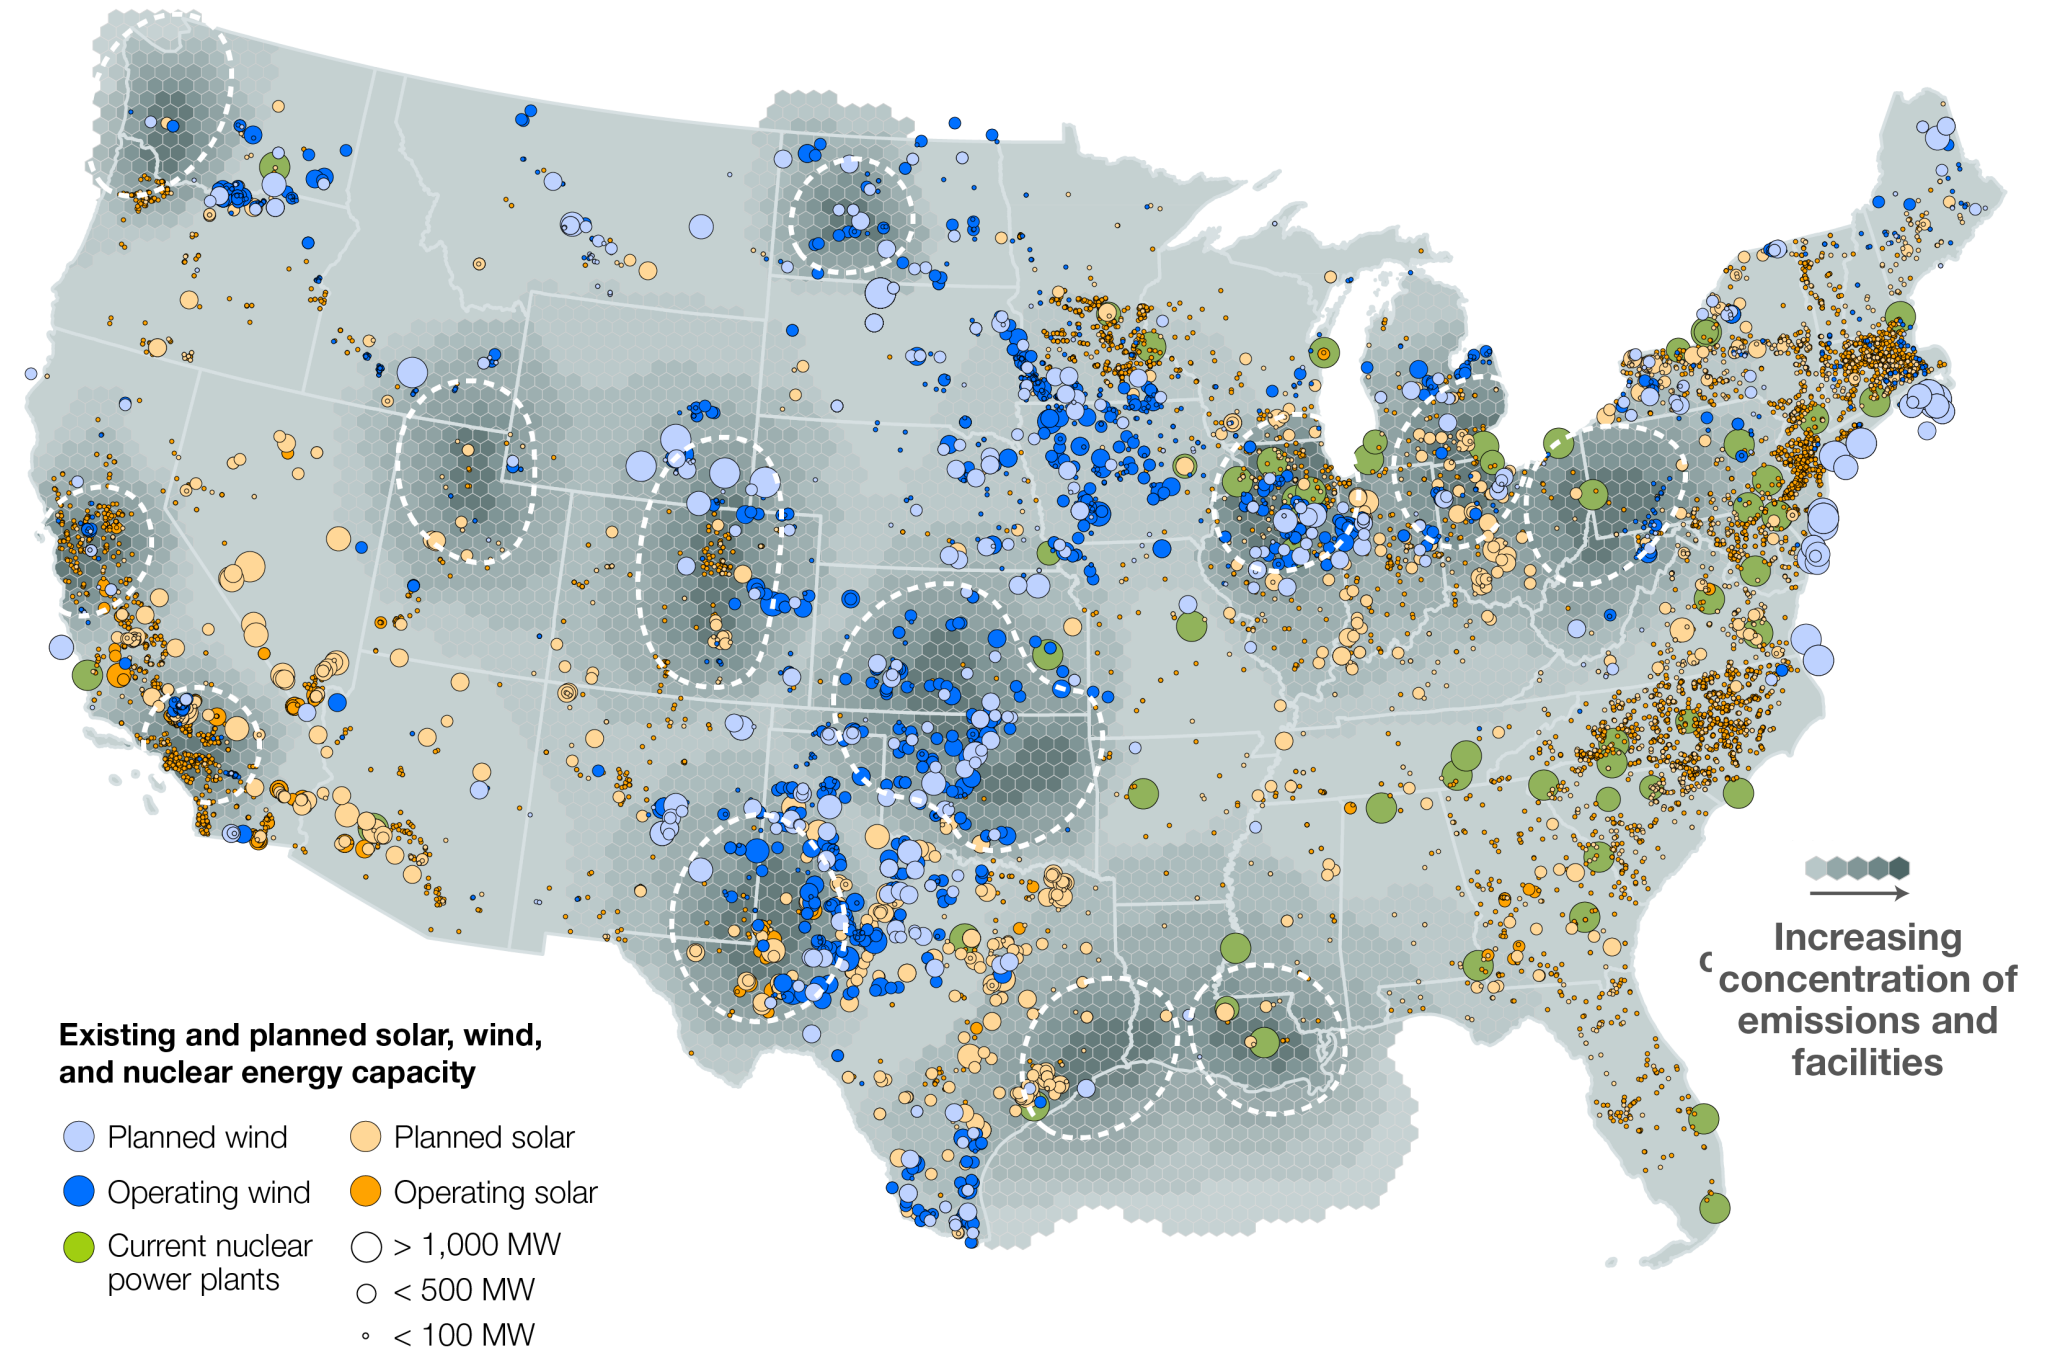 Existing and planned solar, wind,
and nuclear energy capacity
Planned wind
Operating wind
Current nuclear
power plants
Planned solar
Operating solar
> 1,000 MW
< 500 MW
< 100 MW
Increasing
concentration of
emissions and
facilities